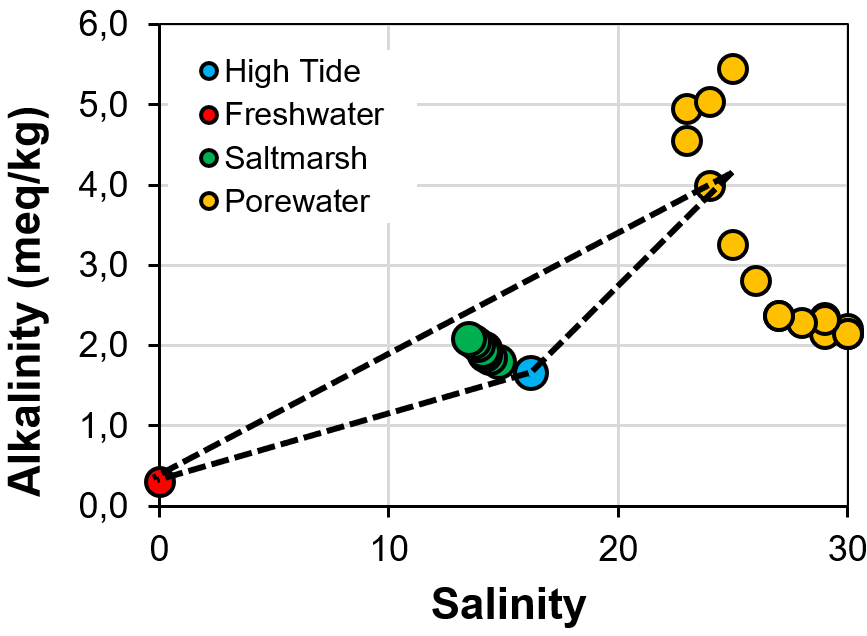 6,0
5,0
4,0
3,0
2,0
1,0
0,0
Alkalinity (meq/kg)
High Tide
Freshwater
Saltmarsh
Porewater
0 10 20 30
Salinity